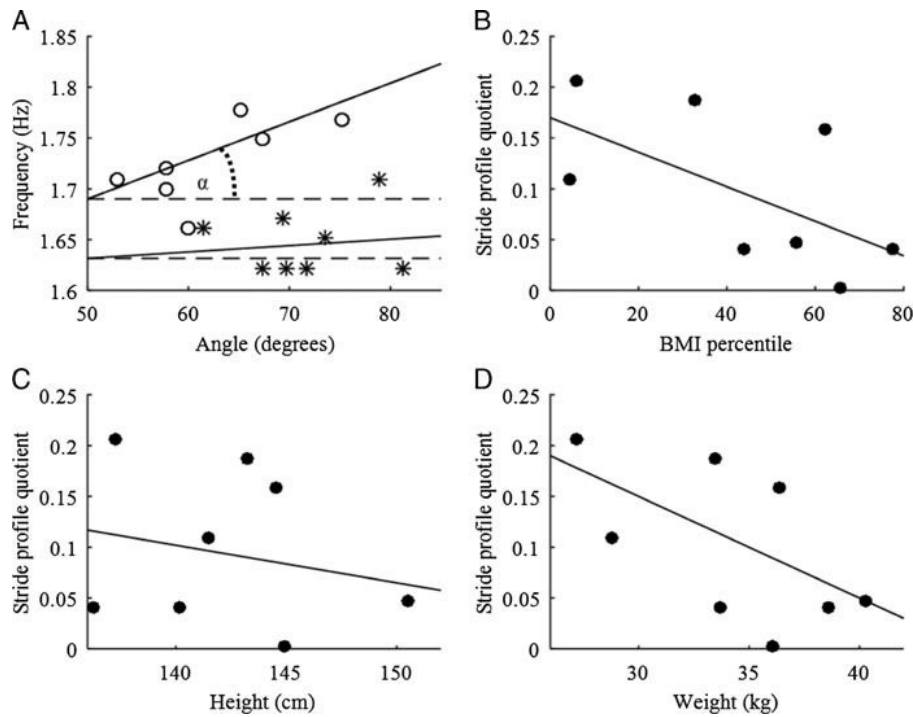 A
1.85
1.8
1.75
1.7
1.65
1.6
Frequency (Hz)
α
50 60 70 80
Angle (degrees)
B
0.25
0.2
0.15
0.1
0.05
0
Stride profile quotient
0 20 40 60 80
BMI percentile
C
0.25
0.2
0.15
0.1
0.05
0
Stride profile quotient
140 145 150
Height (cm)
D
0.25
0.2
0.15
0.1
0.05
0
Stride profile quotient
30 35 40
Weight (kg)